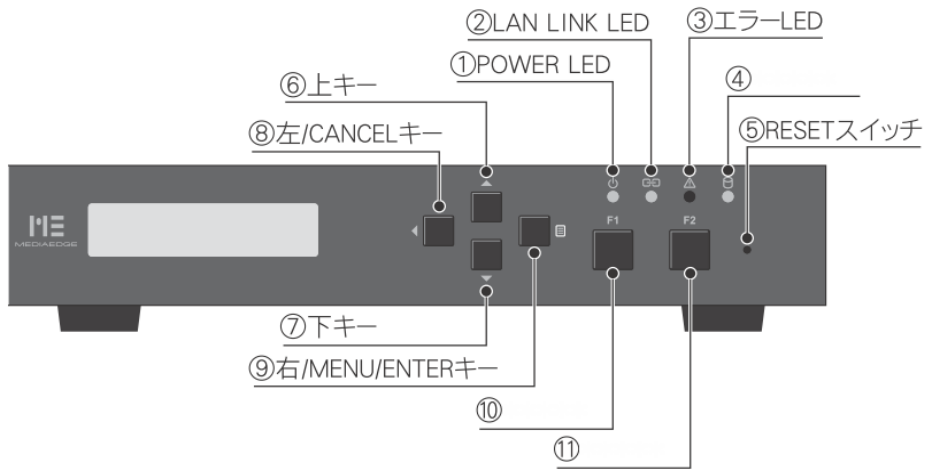 ②LAN LINK LED
③エラーLED
①POWER LED
④
⑥上キー
⑤RESETスイッチ
⑧左/CANCELキー
ME
MEDIAEDGE
F1
F2
⑦下キー
⑨右/MENU/ENTERキー
⑩
⑪